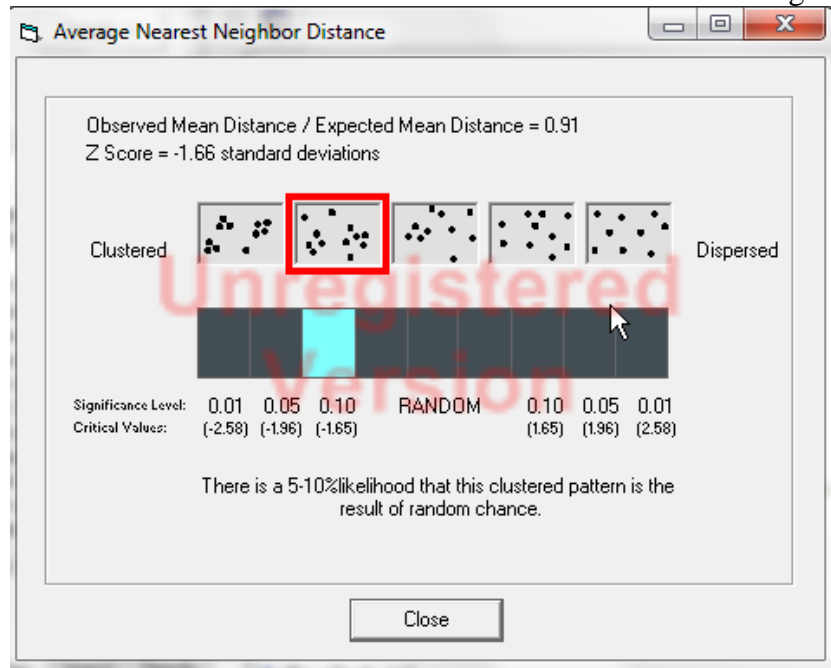 Average Nearest Neighbor Distance
Observed Mean Distance / Expected Mean Distance = 0.91
Z Score = -1.66 standard deviations
Clustered
Dispersed
Unregistered
Version
Significance Level: 0.01 0.05 0.10 RANDOM 0.10 0.05 0.01
Critical Values: (-2.58) (-1.96) (-1.65) (1.65) (1.96) (2.58)
There is a 5-10%likelihood that this clustered pattern is the
result of random chance.
Close